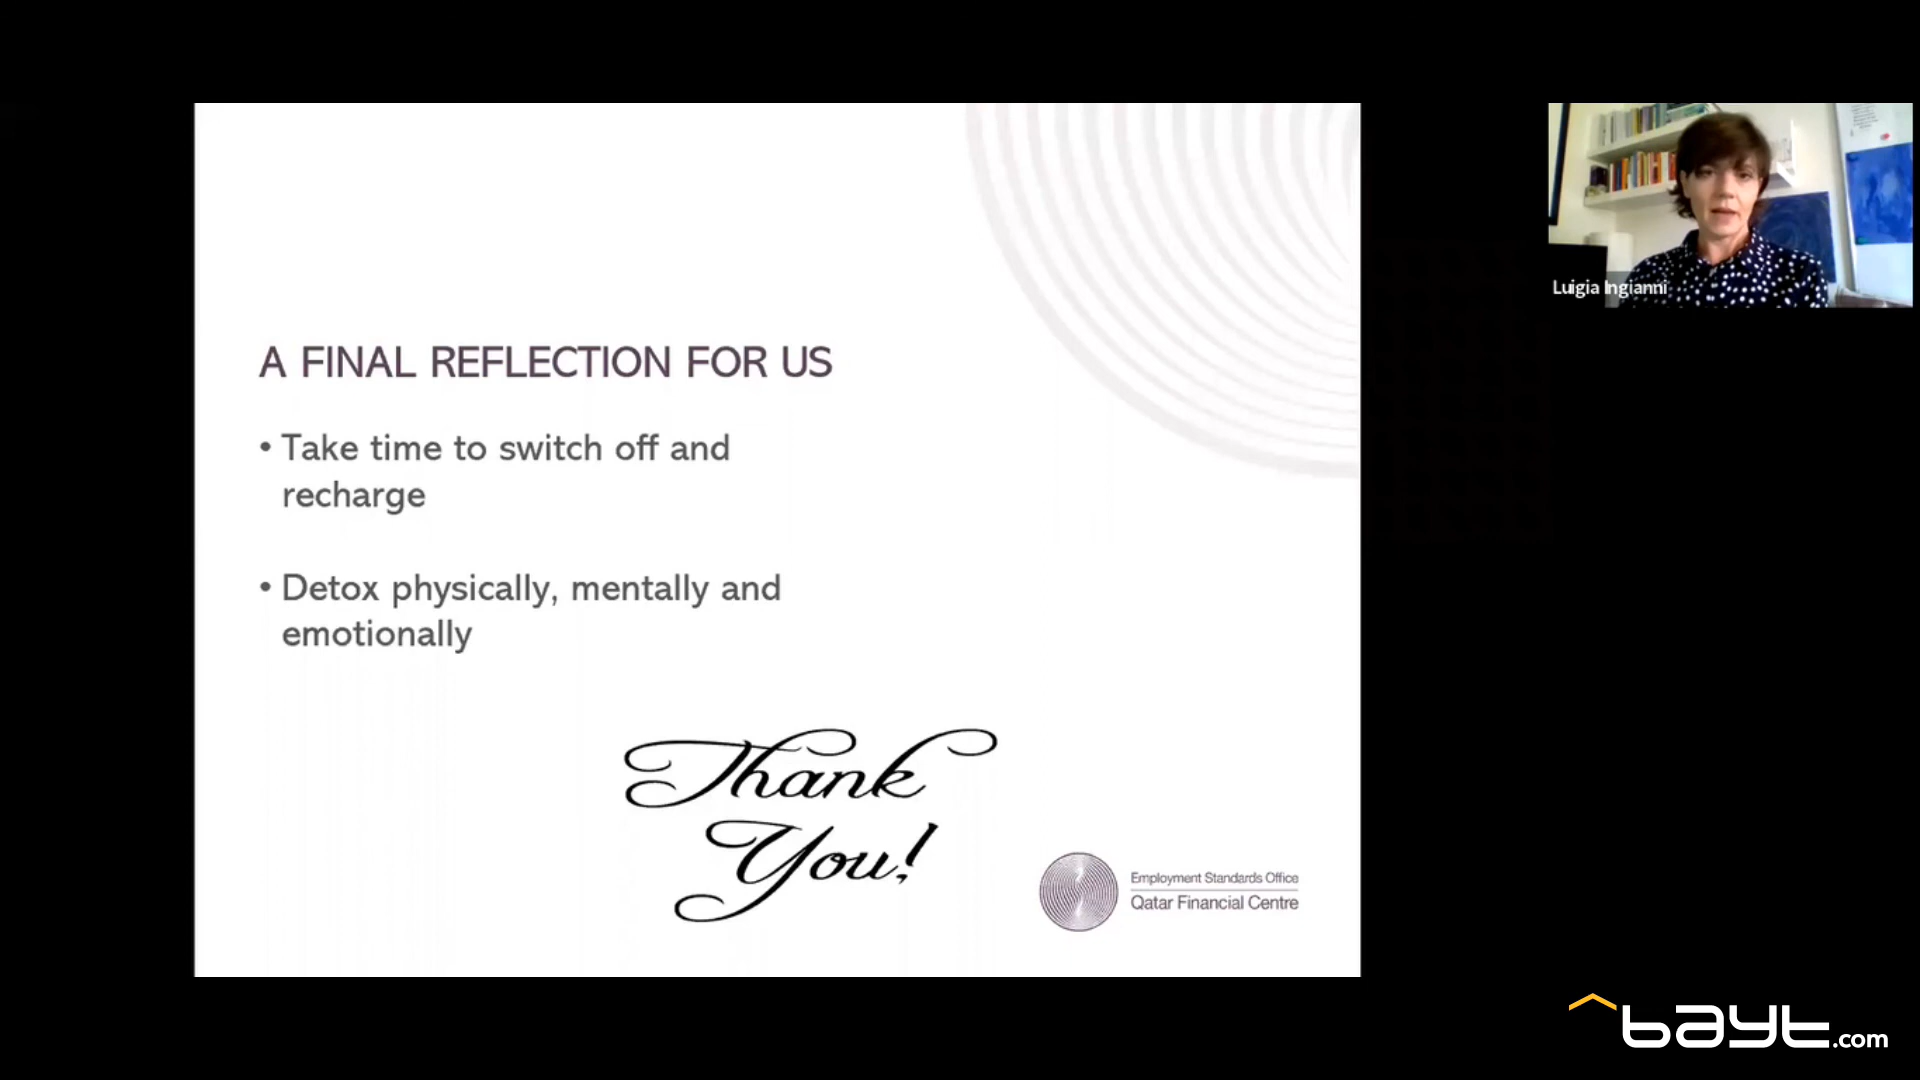 A FINAL REFLECTION FOR US
• Take time to switch off and
recharge
• Detox physically, mentally and
emotionally
Thank
You!
Employment Standards Office
Qatar Financial Centre
Luigia Ingianni
bayt.com